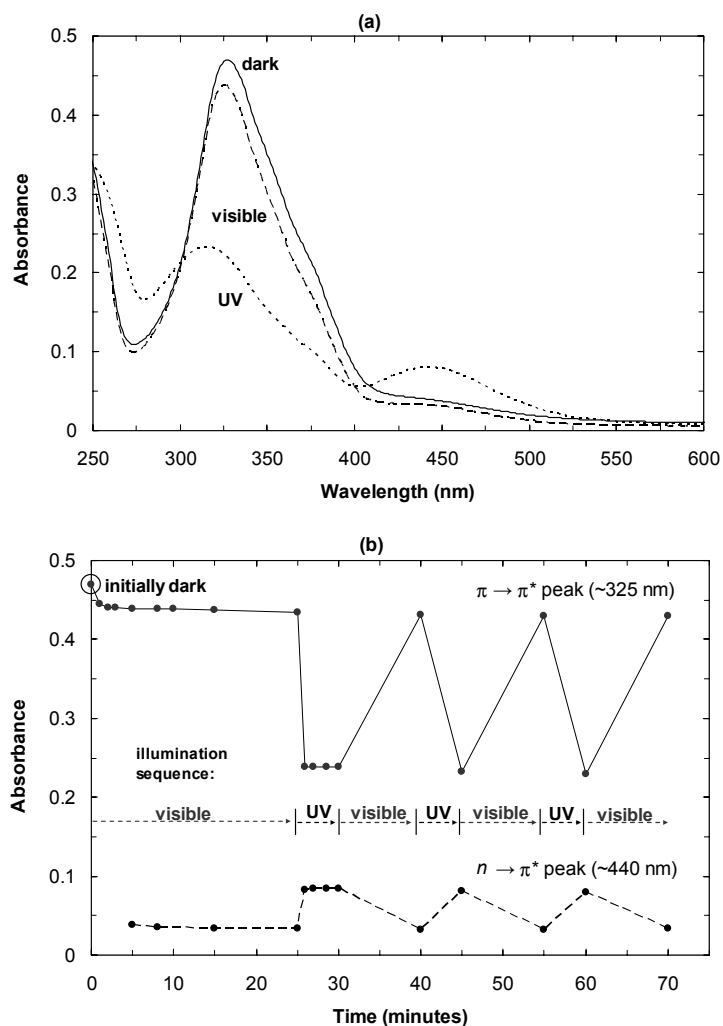 (a)
0.5
0.4
0.3
0.2
0.1
0
Absorbance
dark
visible
UV
250 300 350 400 450 500 550 600
Wavelength (nm)
(b)
0.5
0.4
0.3
0.2
0.1
0
Absorbance
initially dark
π → π* peak (~325 nm)
illumination
sequence:
visible UV visible UV visible UV visible
n → π* peak (~440 nm)
0 10 20 30 40 50 60 70
Time (minutes)